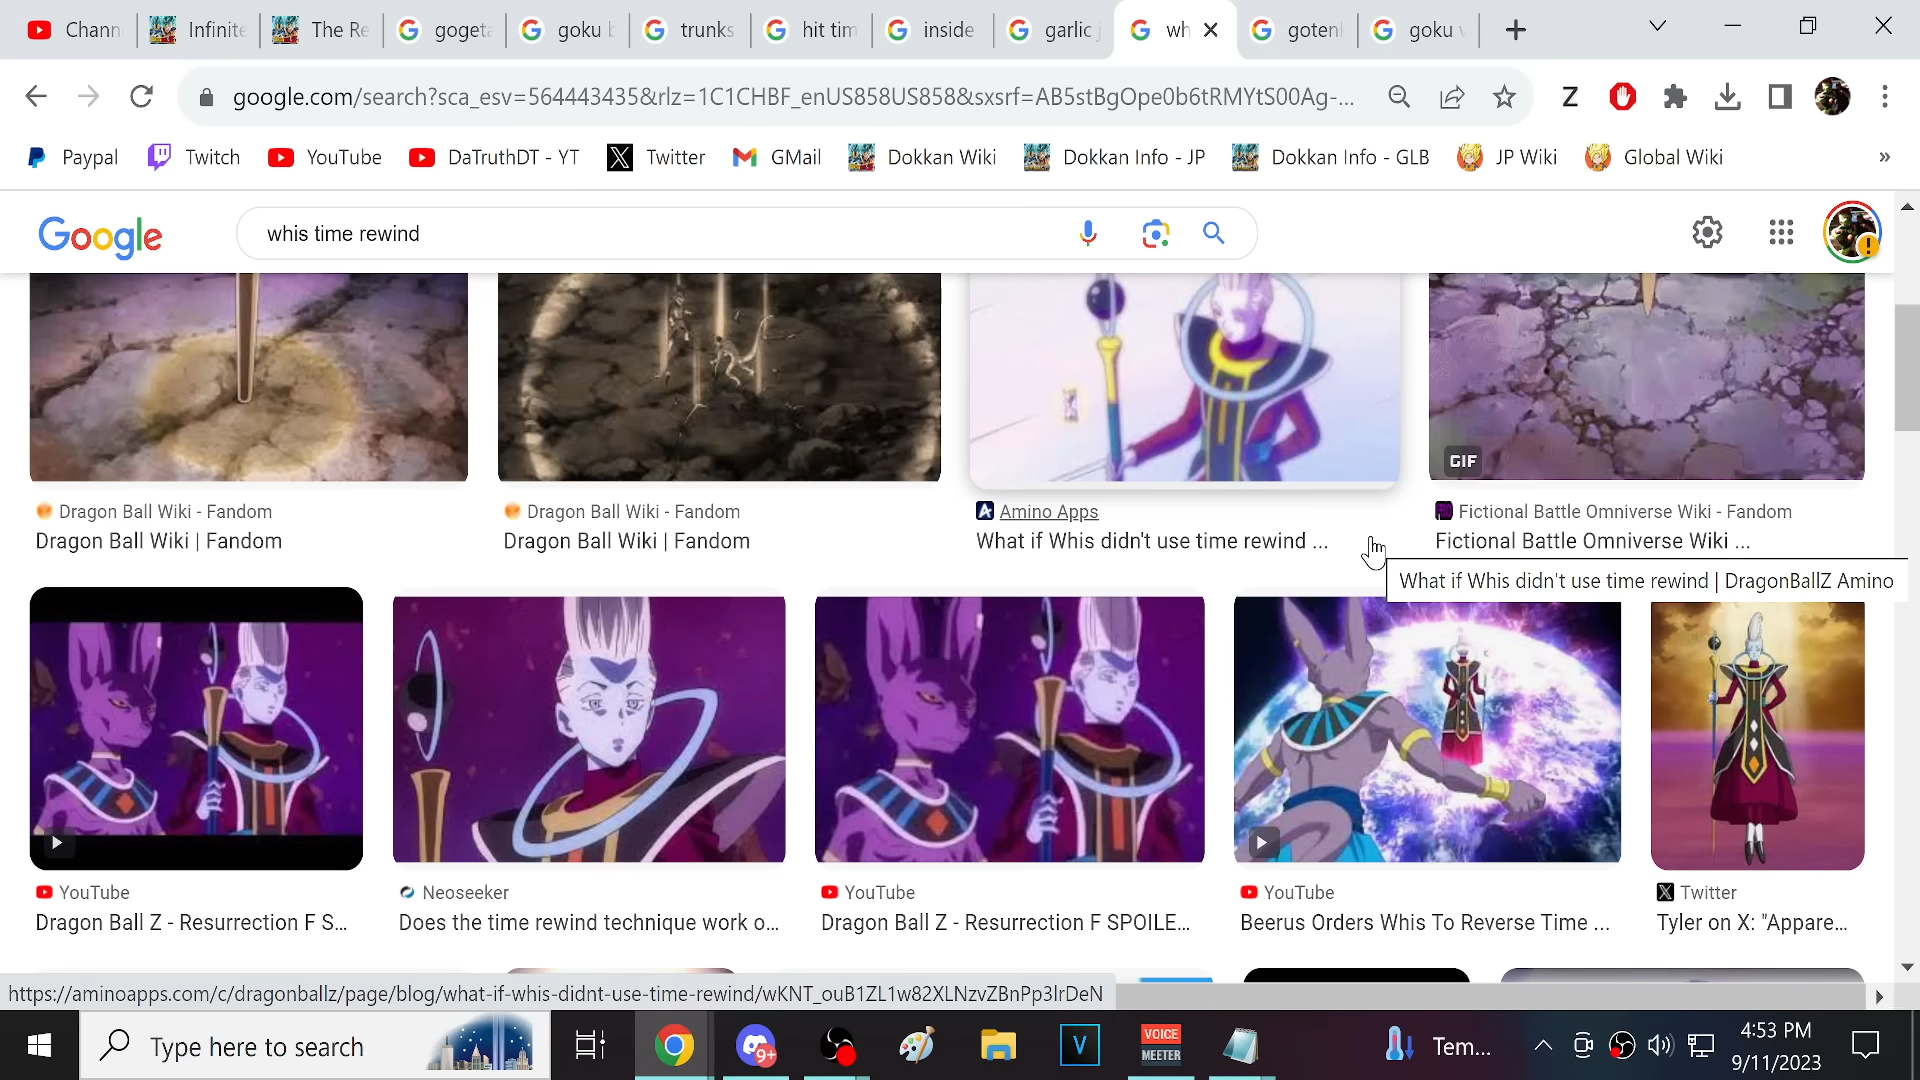 Chann
Infinite
The Re
goget
goku b
trunks
hit tim
inside
garlic j
wh
goten
goku v
google.com/search?sca_esv=564443435&rlz=1C1CHBF_enUS858US858&sxsrf=AB5stBgOpe0b6tRMYtS00Ag-...
Z
Paypal
Twitch
YouTube
DaTruthDT - YT
Twitter
GMail
Dokkan Wiki
Dokkan Info - JP
Dokkan Info - GLB
JP Wiki
Global Wiki
»
Google
whis time rewind
GIF
Dragon Ball Wiki - Fandom
Dragon Ball Wiki | Fandom
Dragon Ball Wiki - Fandom
Dragon Ball Wiki | Fandom
Amino Apps
What if Whis didn't use time rewind ...
Fictional Battle Omniverse Wiki - Fandom
Fictional Battle Omniverse Wiki ...
What if Whis didn't use time rewind | DragonBallZ Amino
YouTube
Dragon Ball Z - Resurrection F S...
Neoseeker
Does the time rewind technique work o...
YouTube
Dragon Ball Z - Resurrection F SPOILE...
YouTube
Beerus Orders Whis To Reverse Time ...
Twitter
Tyler on X: "Appare...
https://aminoapps.com/c/dragonballz/page/blog/what-if-whis-didnt-use-time-rewind/wKNT_ouB1ZL1w82XLNzvZBnPp3lrDeN
Type here to search
9+
V
VOICE
MEETER
Tem...
4:53 PM
9/11/2023